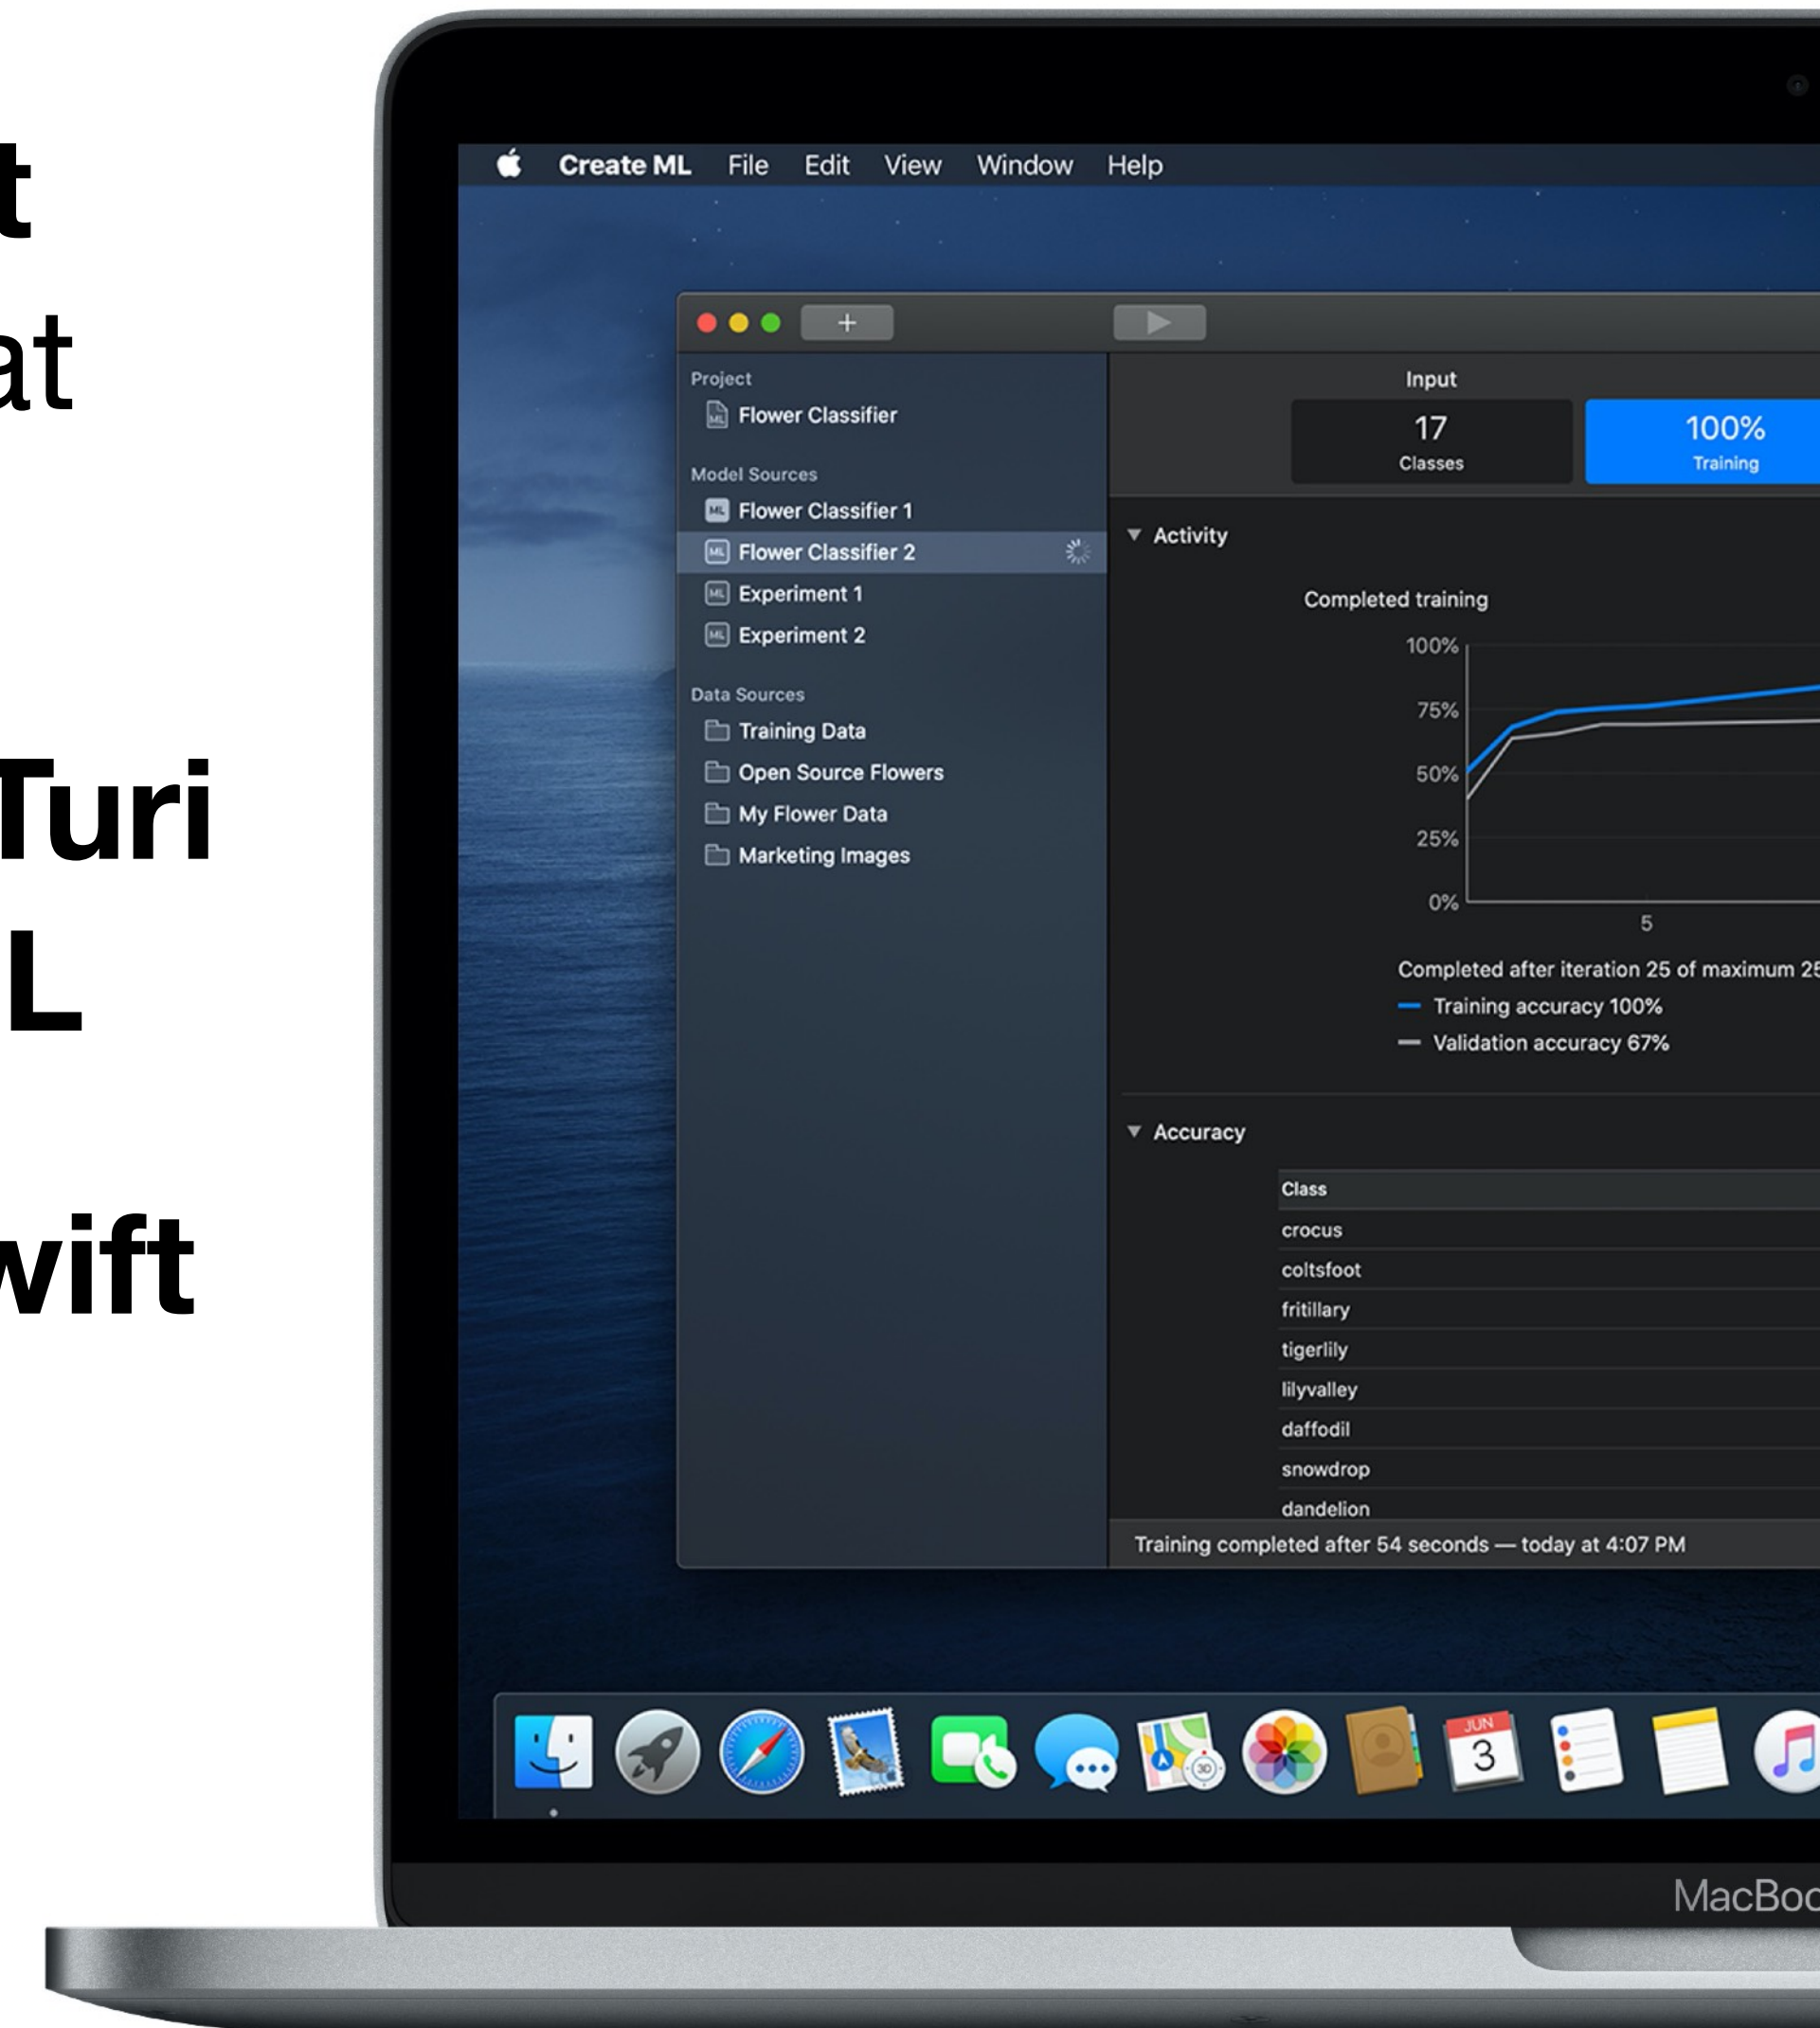 t
at
Turi
L
wift
Create ML File Edit View Window Help
+
Project
Flower Classifier
Model Sources
Flower Classifier 1
Flower Classifier 2
Experiment 1
Experiment 2
Data Sources
Training Data
Open Source Flowers
My Flower Data
Marketing Images
Input
17
Classes
100%
Training
Activity
Completed training
100%
75%
50%
25%
0%
5
Completed after iteration 25 of maximum 25
Training accuracy 100%
Validation accuracy 67%
Accuracy
Class
crocus
coltsfoot
fritillary
tigerlily
lilyvalley
daffodil
snowdrop
dandelion
Training completed after 54 seconds — today at 4:07 PM
JUN
3
3D
MacBoo